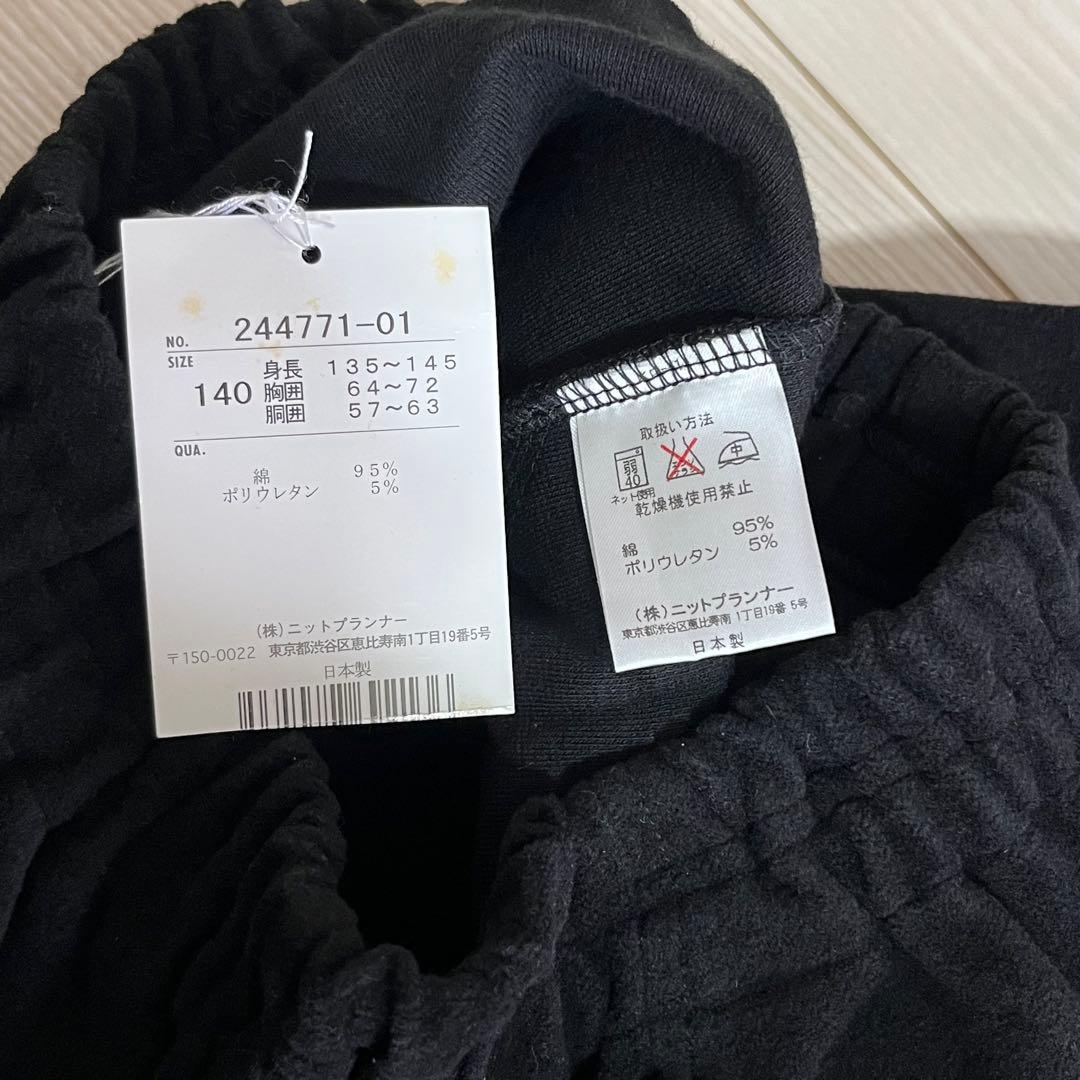 NO. 244771-01
SIZE
140
身長 135～145
胸囲 64～72
胴囲 57～63
QUA.
綿 95%
ポリウレタン 5%
(株)ニットプランナー
〒150-0022 東京都渋谷区恵比寿南1丁目19番5号
日本製
取扱い方法
弱
40
ネット使用
中
乾燥機使用禁止
綿 95%
ポリウレタン 5%
(株)ニットプランナー
東京都渋谷区恵比寿南1丁目19番5号
日本製